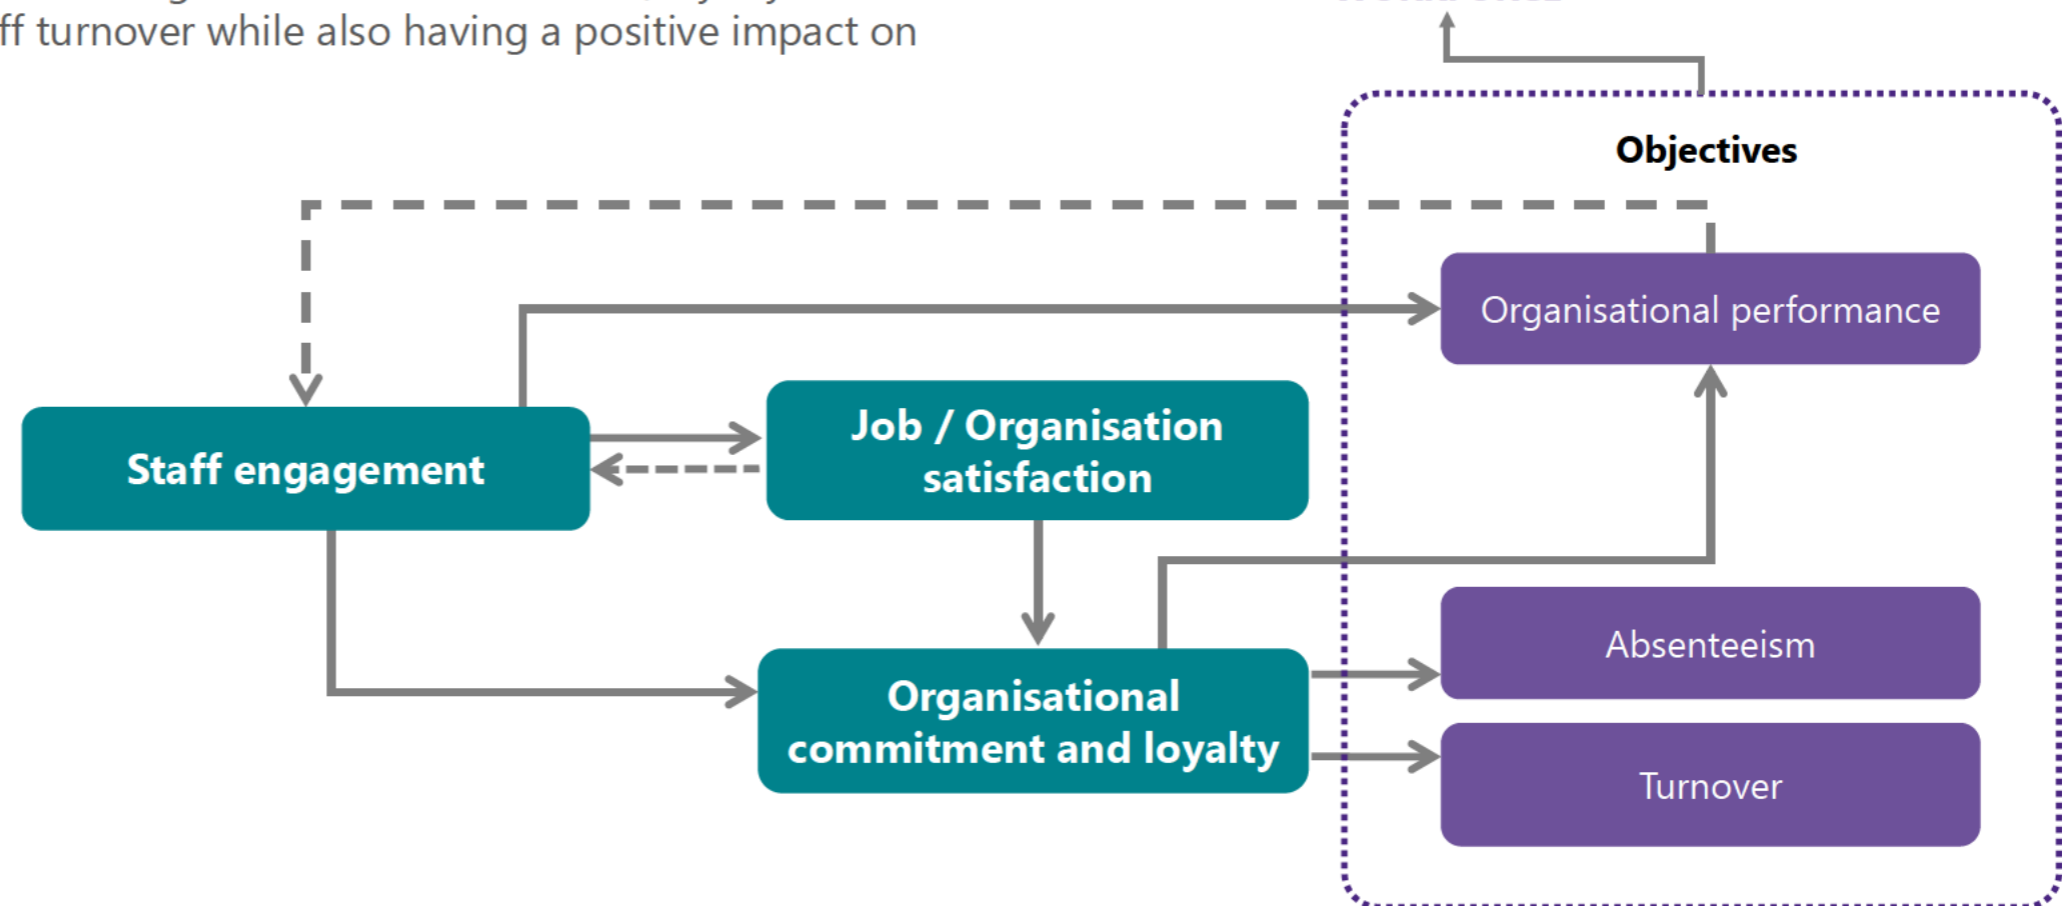 ff turnover while also having a positive impact on
Objectives
Organisational performance
Job / Organisation
satisfaction
Staff engagement
Absenteeism
Organisational
commitment and loyalty
Turnover